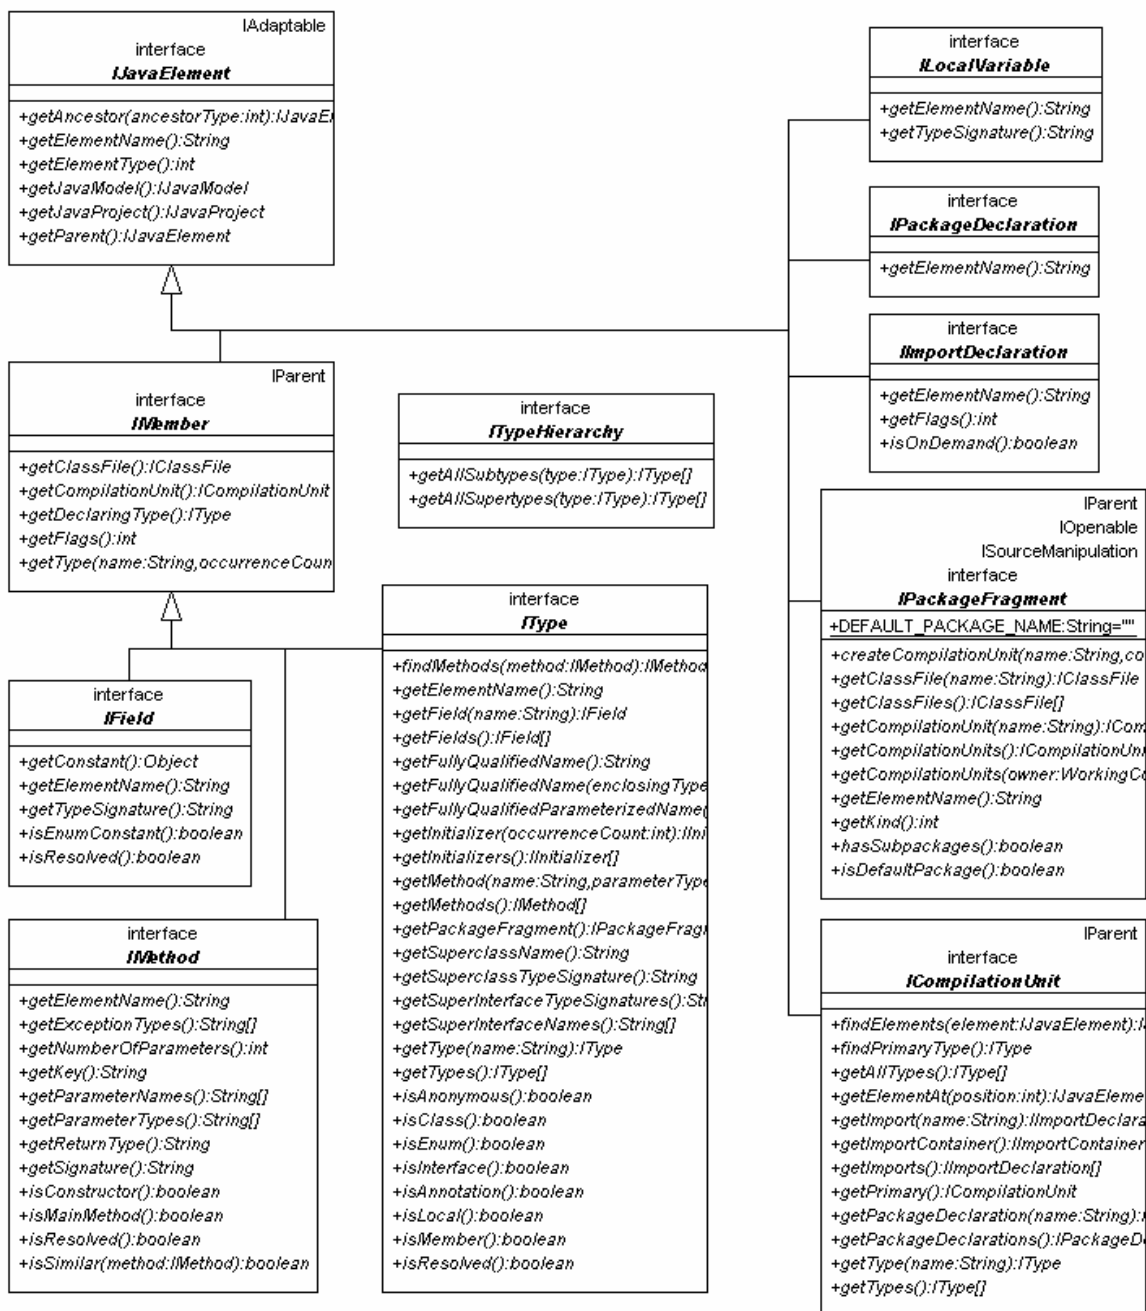 IAdaptable
interface
IJavaElement
+getAncestor(ancestorType:int):IJavaEl
+getElementName():String
+getElementType():int
+getJavaModel():IJavaModel
+getJavaProject():IJavaProject
+getParent():IJavaElement
interface
ILocalVariable
+getElementName():String
+getTypeSignature():String
interface
IPackageDeclaration
+getElementName():String
interface
IImportDeclaration
+getElementName():String
+getFlags():int
+isOnDemand():boolean
IParent
interface
IMember
+getClassFile():IClassFile
+getCompilationUnit():ICompilationUnit
+getDeclaringType():IType
+getFlags():int
+getType(name:String,occurrenceCoun
interface
ITypeHierarchy
+getAllSubtypes(type:IType):IType[]
+getAllSupertypes(type:IType):IType[]
IParent
IOpenable
ISourceManipulation
interface
IPackageFragment
+DEFAULT_PACKAGE_NAME:String=""
+createCompilationUnit(name:String,co
+getClassFile(name:String):IClassFile
+getClassFiles():IClassFile[]
+getCompilationUnit(name:String):ICom
+getCompilationUnits():ICompilationUni
+getCompilationUnits(owner:WorkingCo
+getElementName():String
+getKind():int
+hasSubpackages():boolean
+isDefaultPackage():boolean
interface
IField
+getConstant():Object
+getElementName():String
+getTypeSignature():String
+isEnumConstant():boolean
+isResolved():boolean
interface
IType
+findMethods(method:IMethod):IMethod
+getElementName():String
+getField(name:String):IField
+getFields():IField[]
+getFullyQualifiedName():String
+getFullyQualifiedName(enclosingType
+getFullyQualifiedParameterizedName(
+getInitializer(occurrenceCount:int):IIni
+getInitializers():IInitializer[]
+getMethod(name:String,parameterType
+getMethods():IMethod[]
+getPackageFragment():IPackageFragi
+getSuperclassName():String
+getSuperclassTypeSignature():String
+getSuperInterfaceTypeSignatures():Stri
+getSuperInterfaceNames():String[]
+getType(name:String):IType
+getTypes():IType[]
+isAnonymous():boolean
+isClass():boolean
+isEnum():boolean
+isInterface():boolean
+isAnnotation():boolean
+isLocal():boolean
+isMember():boolean
+isResolved():boolean
interface
IMethod
+getElementName():String
+getExceptionTypes():String[]
+getNumberOfParameters():int
+getKey():String
+getParameterNames():String[]
+getParameterTypes():String[]
+getReturnType():String
+getSignature():String
+isConstructor():boolean
+isMainMethod():boolean
+isResolved():boolean
+isSimilar(method:IMethod):boolean
IParent
interface
ICompilationUnit
+findElements(element:IJavaElement):I
+findPrimaryType():IType
+getAllTypes():IType[]
+getElementAt(position:int):IJavaEleme
+getImport(name:String):IImportDeclara
+getImportContainer():IImportContainer
+getImports():IImportDeclaration[]
+getPrimary():ICompilationUnit
+getPackageDeclaration(name:String):I
+getPackageDeclarations():IPackageD
+getType(name:String):IType
+getTypes():IType[]